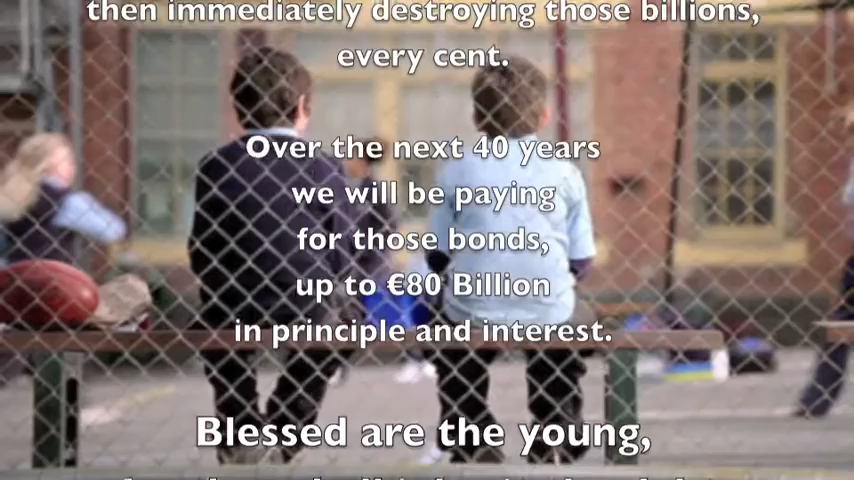 then immediately destroying those billions,
every cent.
Over the next 40 years
we will be paying
for those bonds,
up to €80 Billion
in principle and interest.
Blessed are the young,